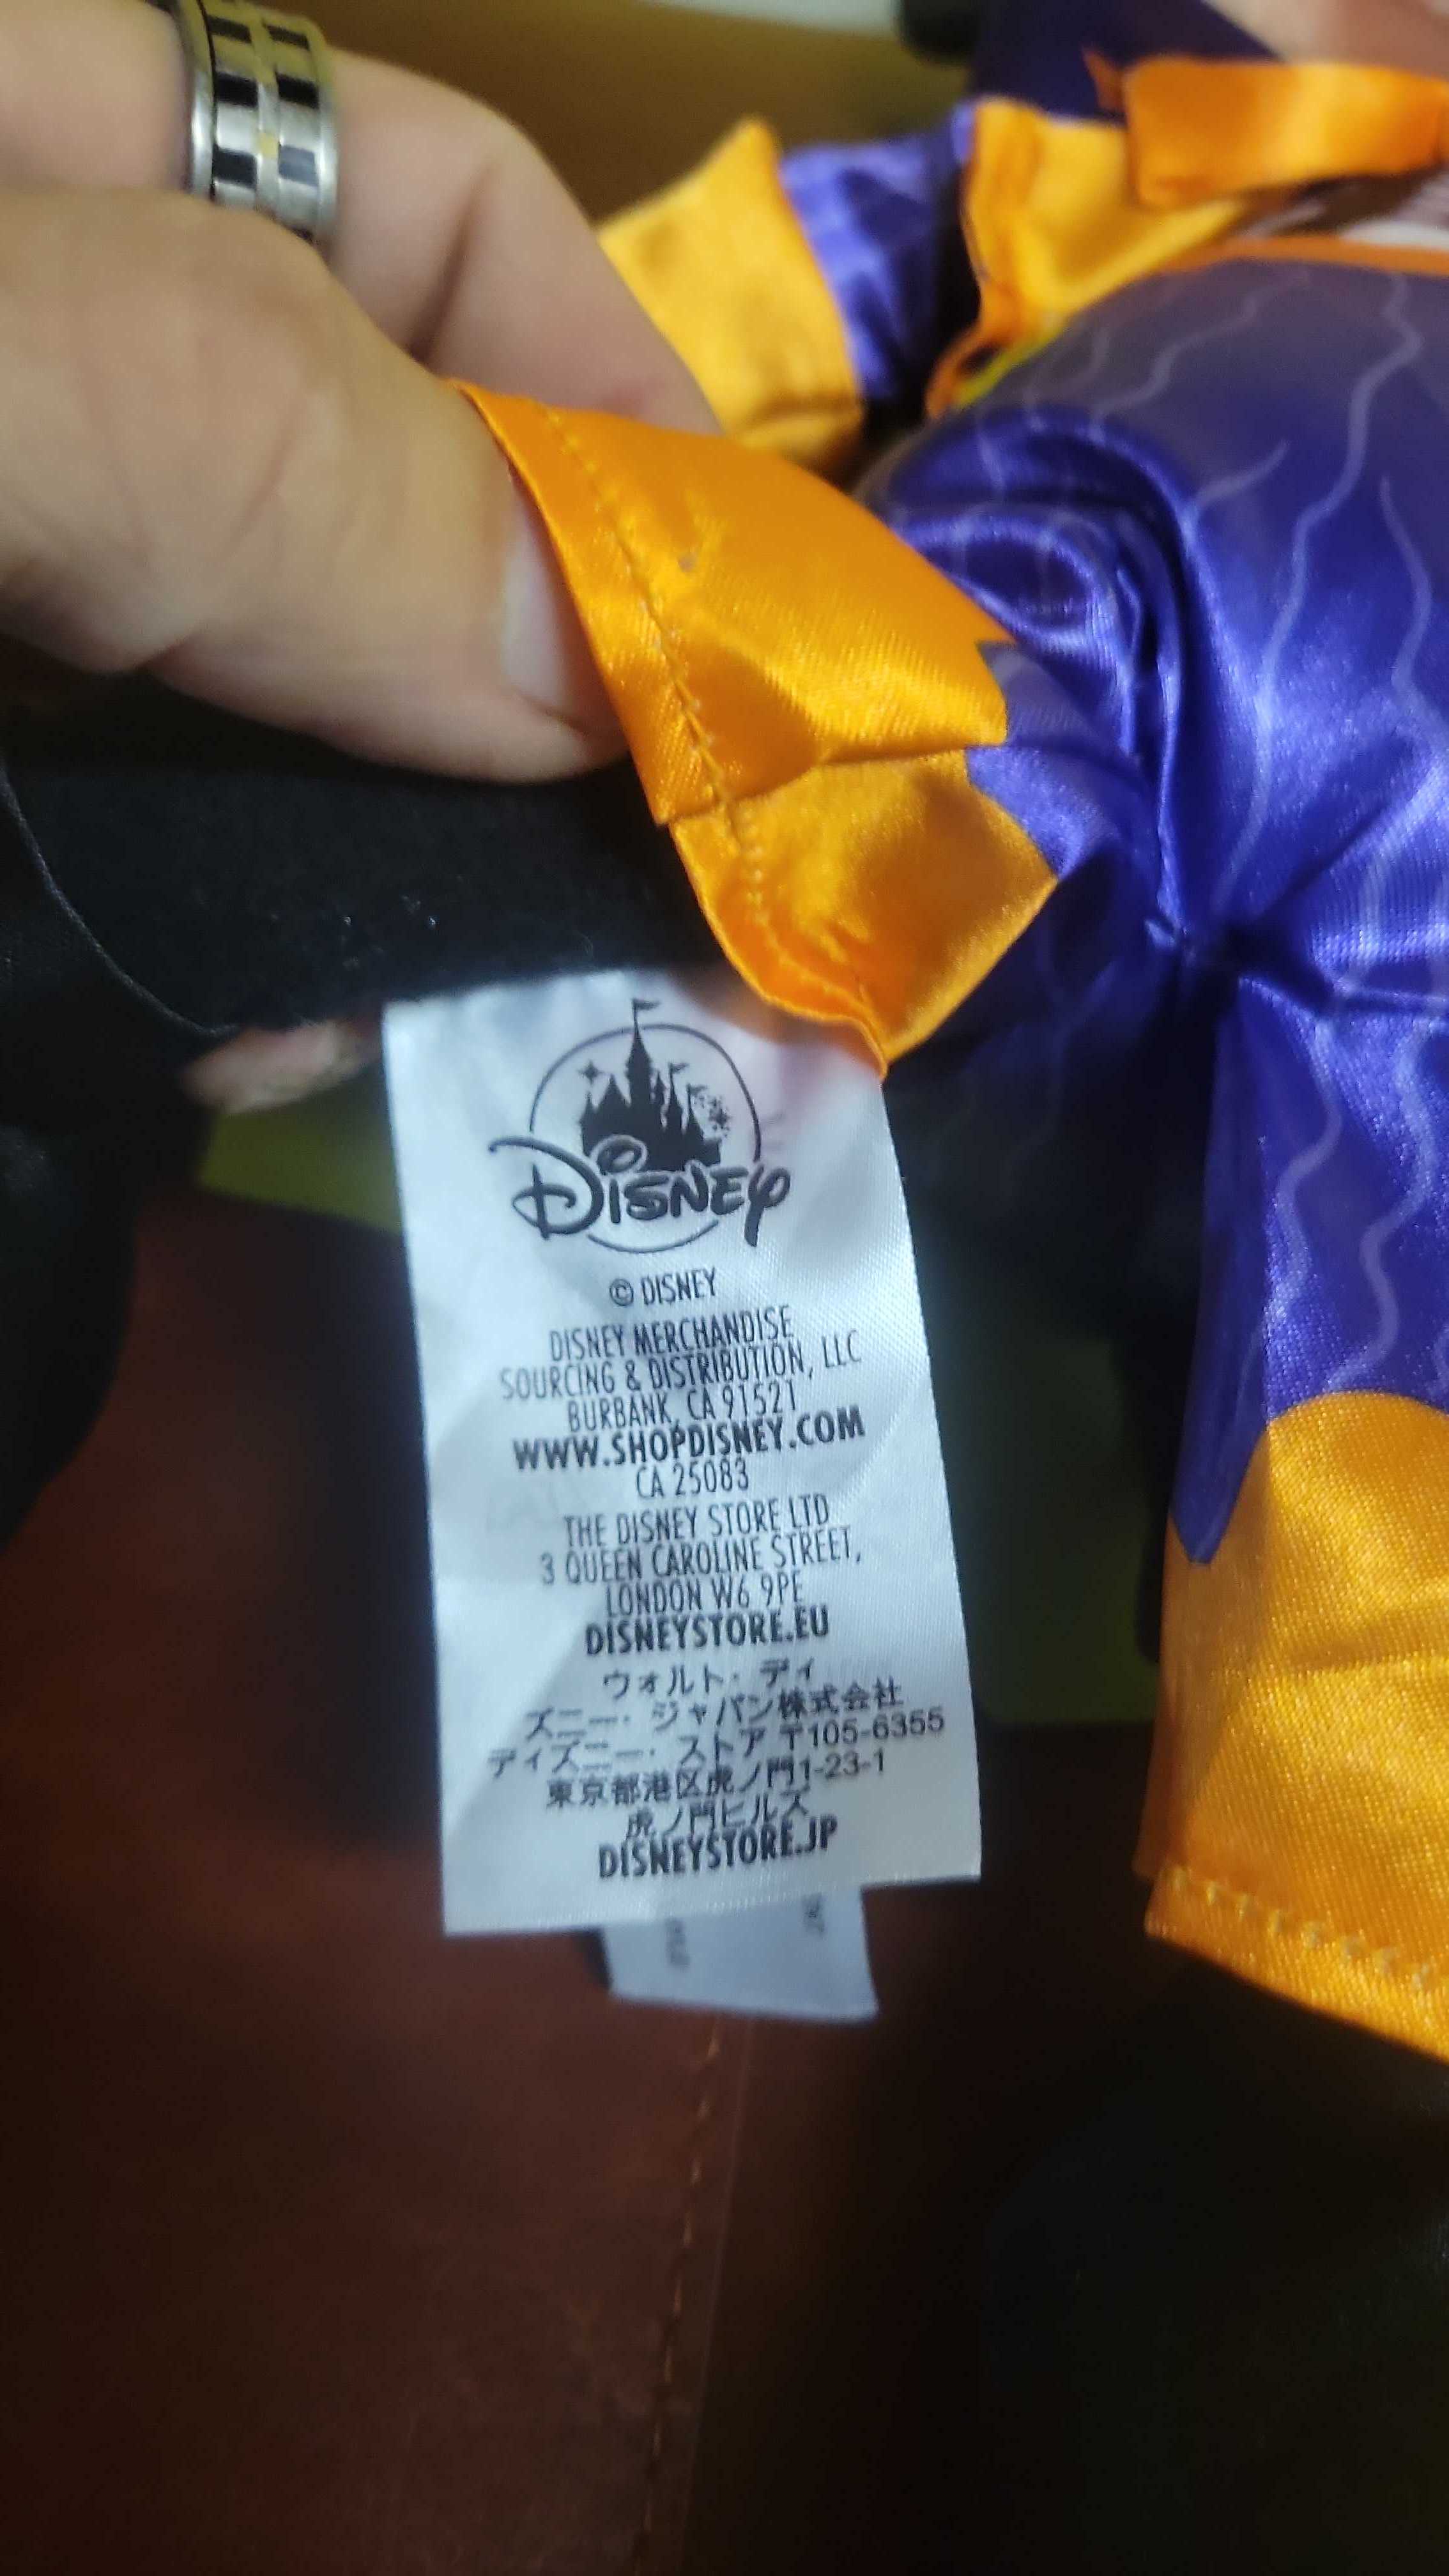 DISNEY
© DISNEY
DISNEY MERCHANDISE
SOURCING & DISTRIBUTION, LLC
BURBANK, CA 91521
WWW.SHOPDISNEY.COM
CA 25083
THE DISNEY STORE LTD
3 QUEEN CAROLINE STREET,
LONDON W6 9PE
DISNEYSTORE.EU
ウォルト・ディ
ズニー・ジャパン株式会社
ディズニー・ストア 〒105-6355
東京都港区虎ノ門1-23-1
虎ノ門ヒルズ
DISNEYSTORE.JP